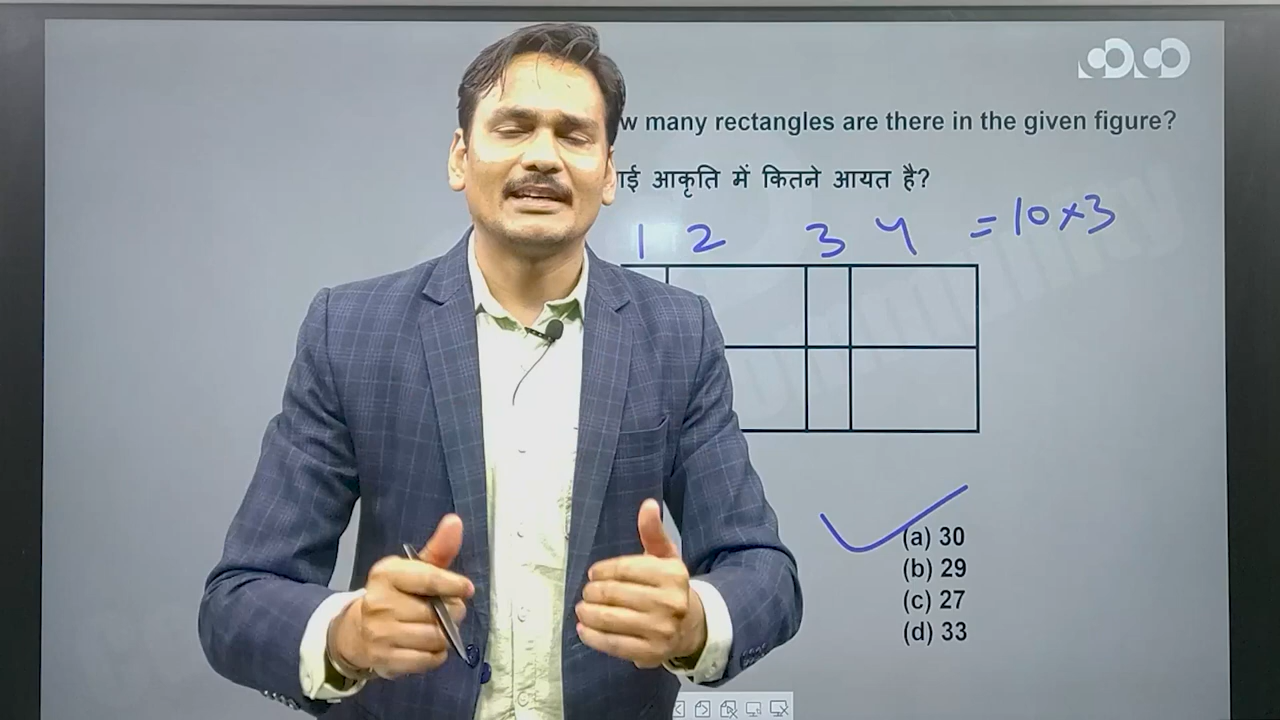 many rectangles are there in the given figure?
आकृति में कितने आयत है?
1 2 3 4 = 10 x 3
(a) 30
(b) 29
(c) 27
(d) 33